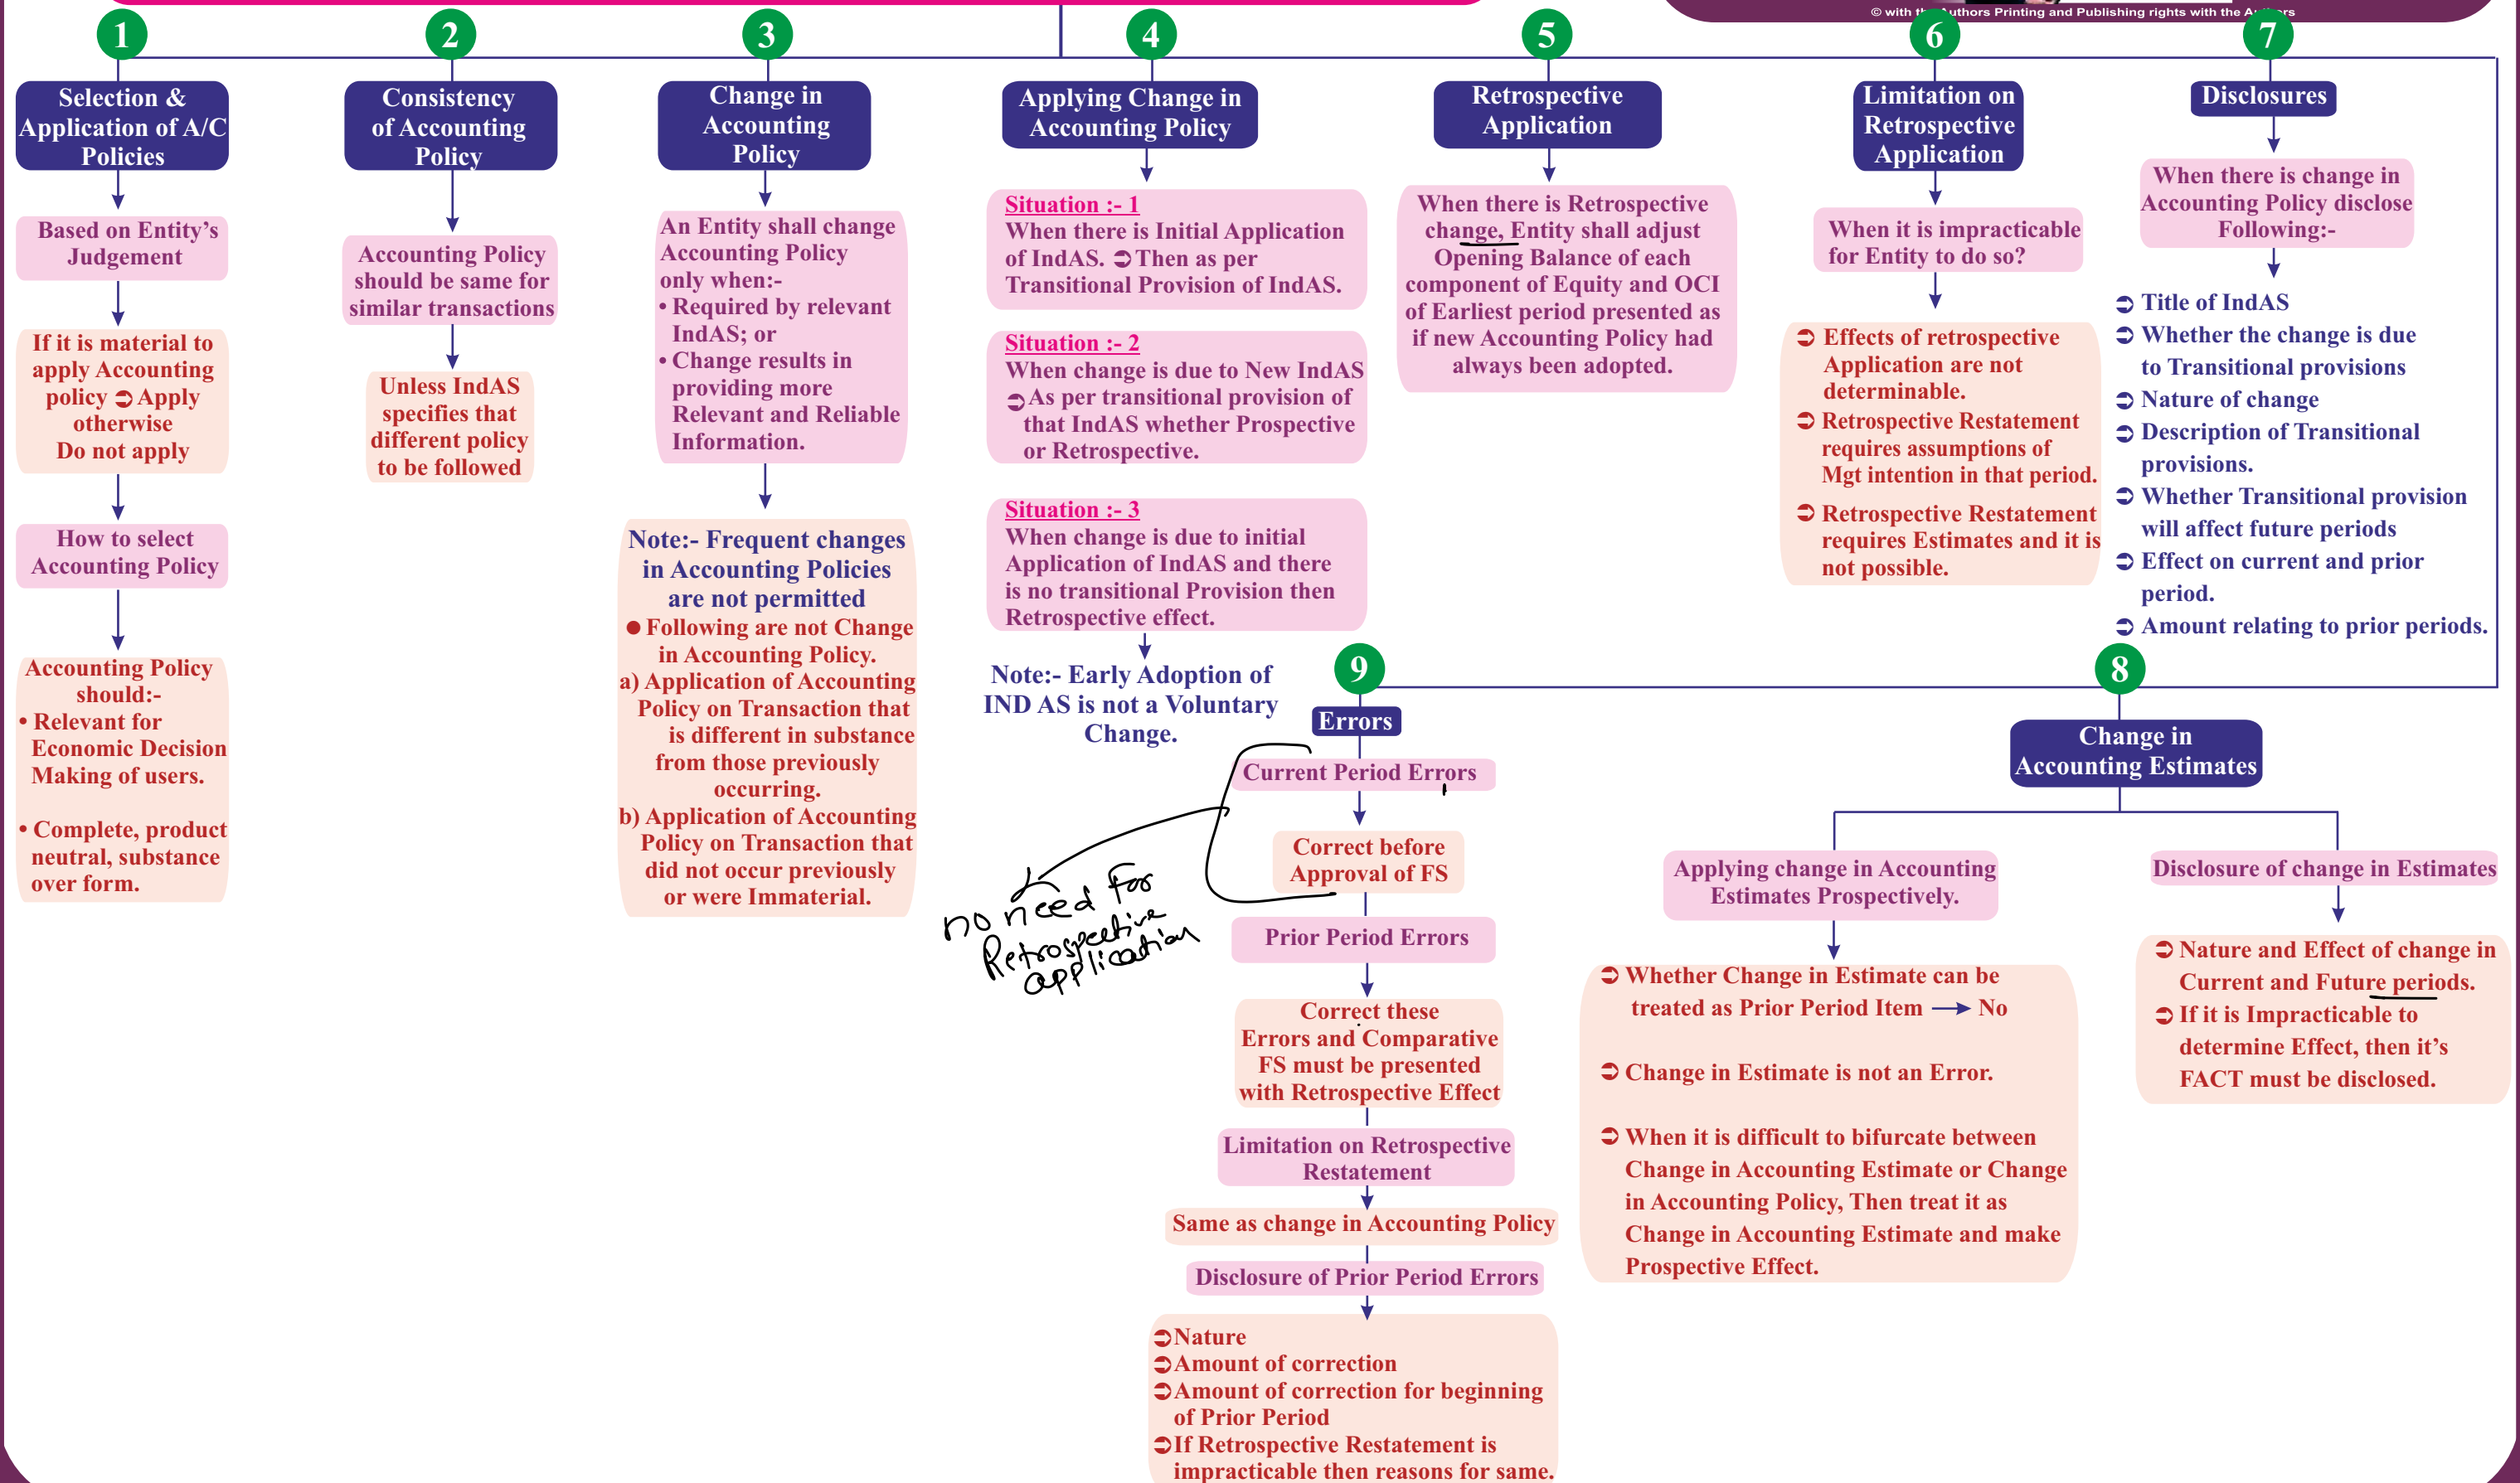 © with the Authors Printing and Publishing rights with the Authors
1
Selection &
Application of A/C
Policies
Based on Entity's
Judgement
If it is material to
apply Accounting
policy ➲ Apply
otherwise
Do not apply
How to select
Accounting Policy
Accounting Policy
should:-
• Relevant for
Economic Decision
Making of users.
• Complete, product
neutral, substance
over form.
2
Consistency
of Accounting
Policy
Accounting Policy
should be same for
similar transactions
Unless IndAS
specifies that
different policy
to be followed
3
Change in
Accounting
Policy
An Entity shall change
Accounting Policy
only when:-
• Required by relevant
IndAS; or
• Change results in
providing more
Relevant and Reliable
Information.
Note:- Frequent changes
in Accounting Policies
are not permitted
● Following are not Change
in Accounting Policy.
a) Application of Accounting
Policy on Transaction that
is different in substance
from those previously
occurring.
b) Application of Accounting
Policy on Transaction that
did not occur previously
or were Immaterial.
4
Applying Change in
Accounting Policy
Situation :- 1
When there is Initial Application
of IndAS. ➲ Then as per
Transitional Provision of IndAS.
Situation :- 2
When change is due to New IndAS
➲ As per transitional provision of
that IndAS whether Prospective
or Retrospective.
Situation :- 3
When change is due to initial
Application of IndAS and there
is no transitional Provision then
Retrospective effect.
Note:- Early Adoption of
IND AS is not a Voluntary
Change.
5
Retrospective
Application
When there is Retrospective
change, Entity shall adjust
Opening Balance of each
component of Equity and OCI
of Earliest period presented as
if new Accounting Policy had
always been adopted.
6
Limitation on
Retrospective
Application
When it is impracticable
for Entity to do so?
➲ Effects of retrospective
Application are not
determinable.
➲ Retrospective Restatement
requires assumptions of
Mgt intention in that period.
➲ Retrospective Restatement
requires Estimates and it is
not possible.
7
Disclosures
When there is change in
Accounting Policy disclose
Following:-
➲ Title of IndAS
➲ Whether the change is due
to Transitional provisions
➲ Nature of change
➲ Description of Transitional
provisions.
➲ Whether Transitional provision
will affect future periods
➲ Effect on current and prior
period.
➲ Amount relating to prior periods.
9
Errors
Current Period Errors
Correct before
Approval of FS
no need for
Retrospective
application
Prior Period Errors
Correct these
Errors and Comparative
FS must be presented
with Retrospective Effect
Limitation on Retrospective
Restatement
Same as change in Accounting Policy
Disclosure of Prior Period Errors
➲ Nature
➲ Amount of correction
➲ Amount of correction for beginning
of Prior Period
➲ If Retrospective Restatement is
impracticable then reasons for same.
8
Change in
Accounting Estimates
Applying change in Accounting
Estimates Prospectively.
➲ Whether Change in Estimate can be
treated as Prior Period Item → No
➲ Change in Estimate is not an Error.
➲ When it is difficult to bifurcate between
Change in Accounting Estimate or Change
in Accounting Policy, Then treat it as
Change in Accounting Estimate and make
Prospective Effect.
Disclosure of change in Estimates
➲ Nature and Effect of change in
Current and Future periods.
➲ If it is Impracticable to
determine Effect, then it's
FACT must be disclosed.